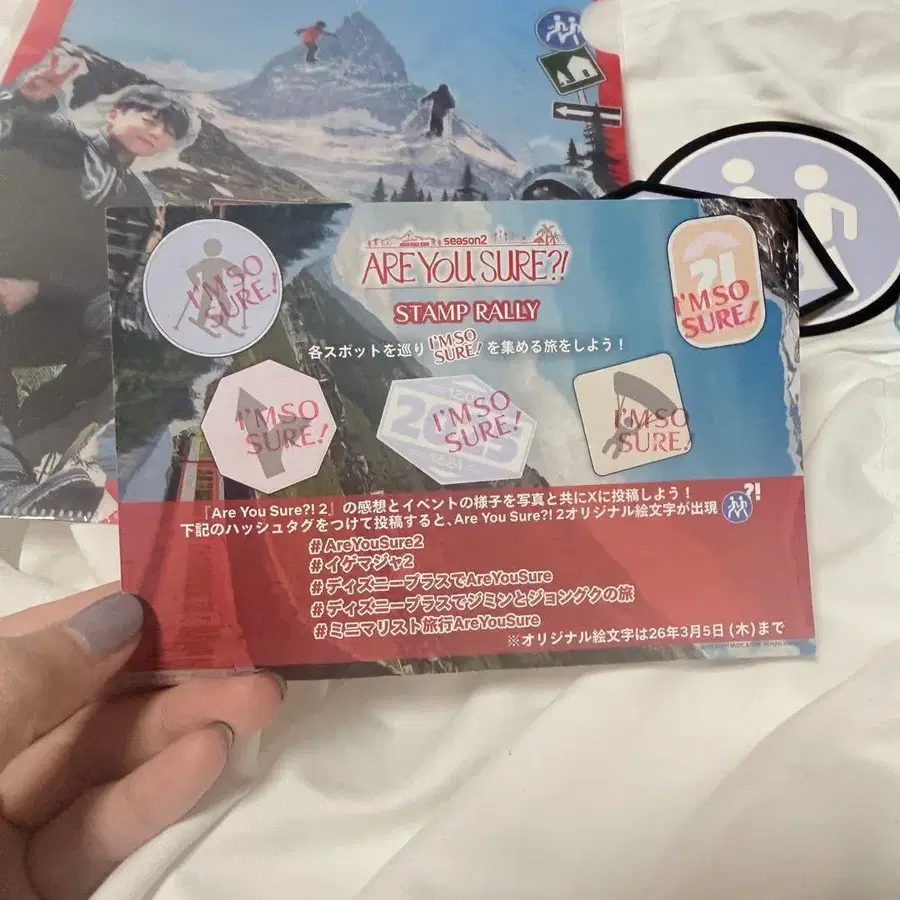 season2
ARE YOU SURE?!
STAMP RALLY
各スポットを巡り I'M SO SURE! を集める旅をしよう！
I'M SO
SURE!
?!
I'M SO
SURE!
I'M SO
SURE!
2025
I'M SO
SURE!
I'M SO
SURE!
『Are You Sure?! 2』の感想とイベントの様子を写真と共にXに投稿しよう！
下記のハッシュタグをつけて投稿すると、Are You Sure?! 2オリジナル絵文字が出現
?!
# AreYouSure2
# イゲマジャ2
# ディズニープラスでAreYouSure
# ディズニープラスでジミンとジョングクの旅
# ミニマリスト旅行AreYouSure
※オリジナル絵文字は26年3月5日 (木) まで